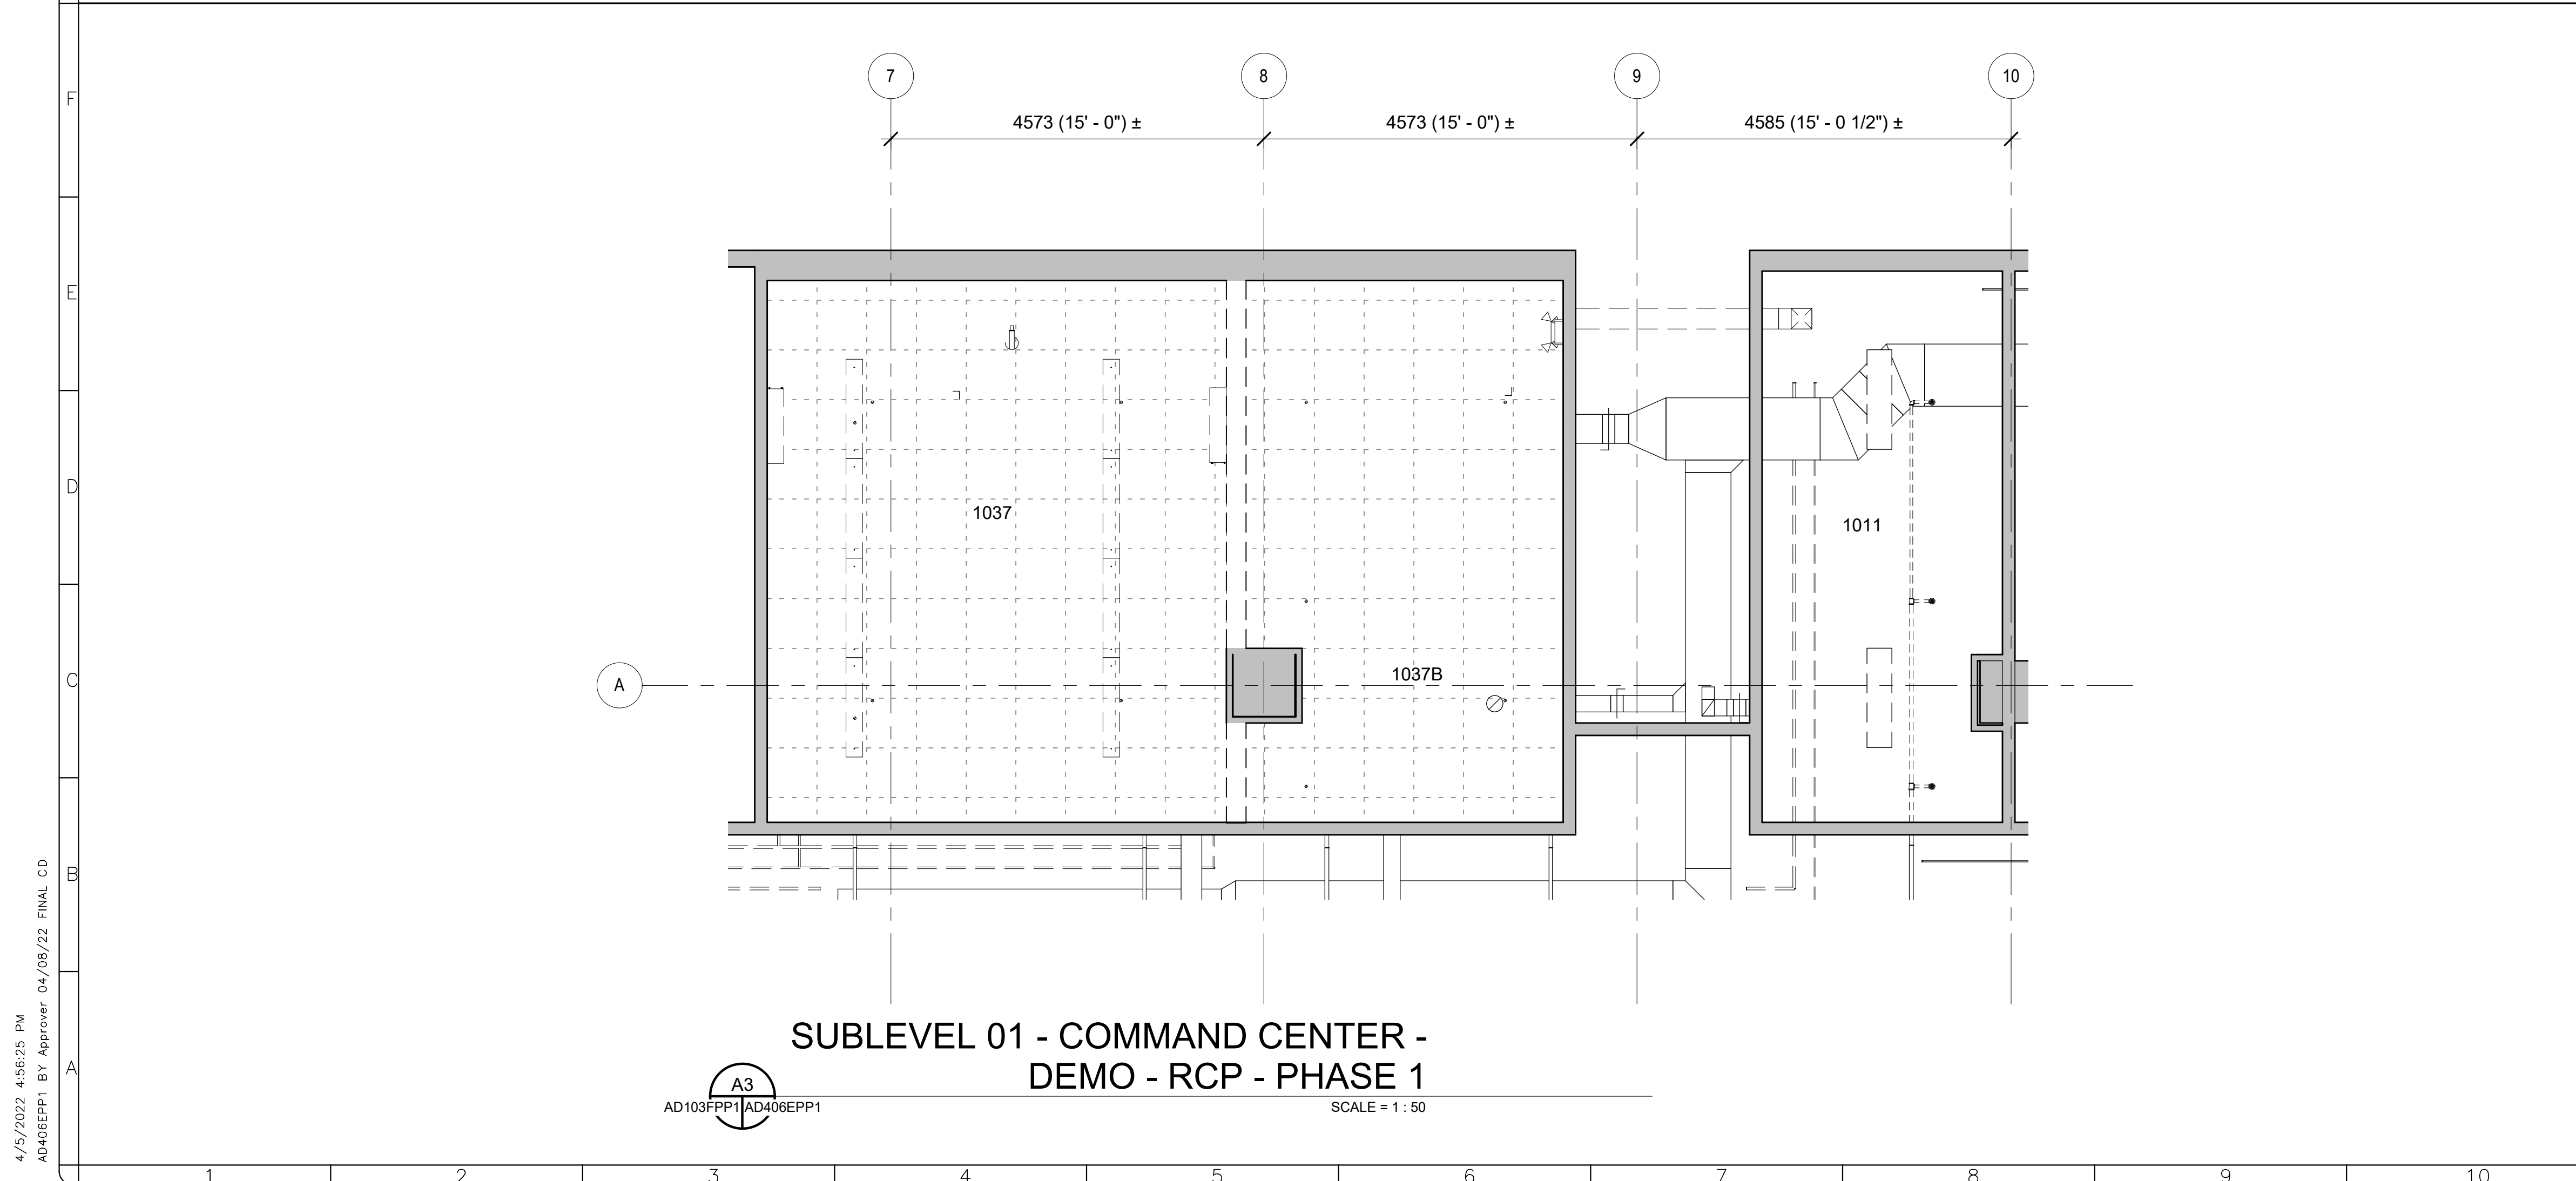 7
8
9
10
4573 (15' - 0") ±
4573 (15' - 0") ±
4585 (15' - 0 1/2") ±
F
E
D
C
B
A
1037
1011
1037B
A
SUBLEVEL 01 - COMMAND CENTER -
DEMO - RCP - PHASE 1
A3
AD103FPP1 AD406EPP1
SCALE = 1 : 50
4/5/2022 4:56:25 PM
AD406EPP1 BY Approver 04/08/22 FINAL CD
1
2
3
4
5
6
7
8
9
10